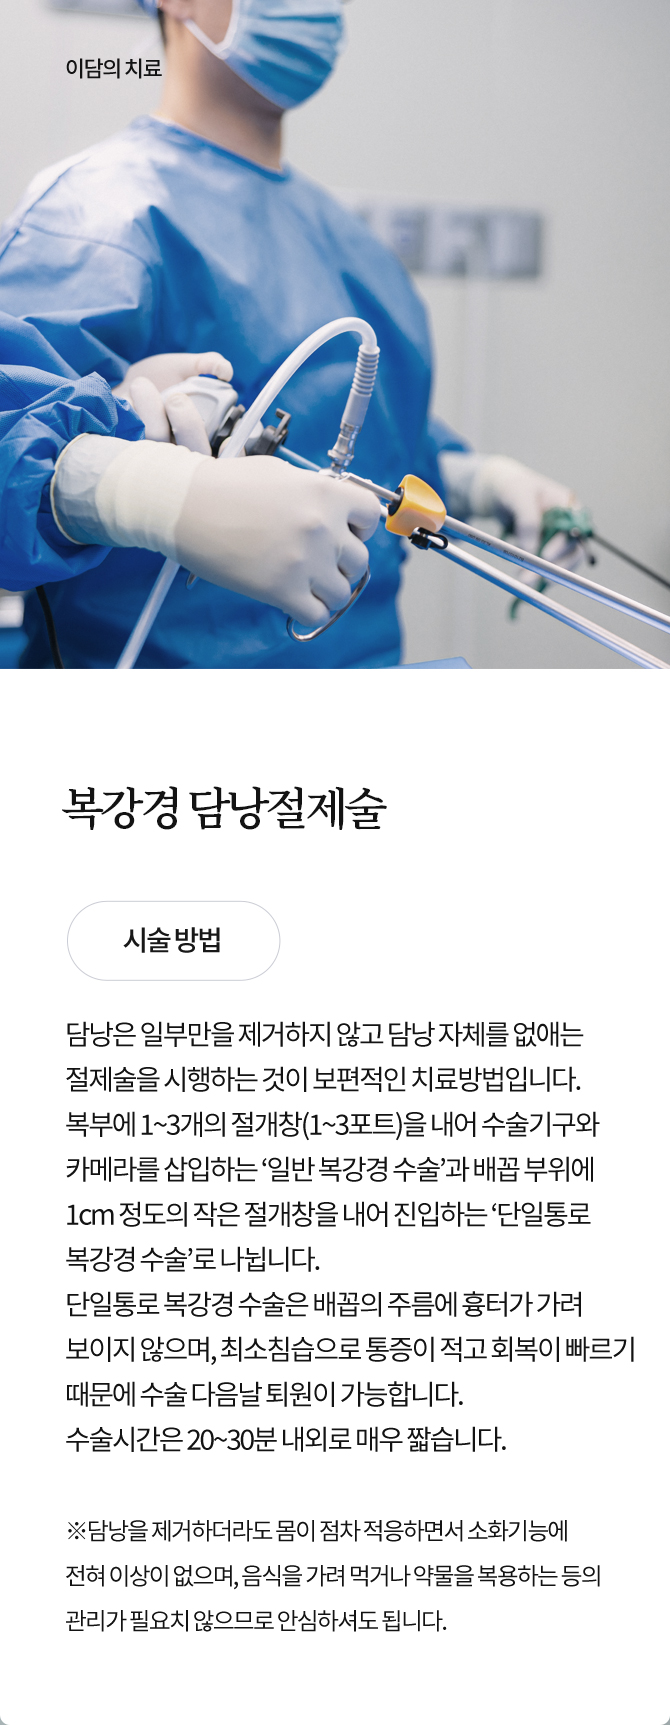 이담의 치료
복강경 담낭절제술
시술 방법
담낭은 일부만을 제거하지 않고 담낭 자체를 없애는
절제술을 시행하는 것이 보편적인 치료방법입니다.
복부에 1~3개의 절개창(1~3포트)을 내어 수술기구와
카메라를 삽입하는 ‘일반 복강경 수술’과 배꼽 부위에
1cm 정도의 작은 절개창을 내어 진입하는 ‘단일통로
복강경 수술’로 나뉩니다.
단일통로 복강경 수술은 배꼽의 주름에 흉터가 가려
보이지 않으며, 최소침습으로 통증이 적고 회복이 빠르기
때문에 수술 다음날 퇴원이 가능합니다.
수술시간은 20~30분 내외로 매우 짧습니다.
※담낭을 제거하더라도 몸이 점차 적응하면서 소화기능에
전혀 이상이 없으며, 음식을 가려 먹거나 약물을 복용하는 등의
관리가 필요치 않으므로 안심하셔도 됩니다.